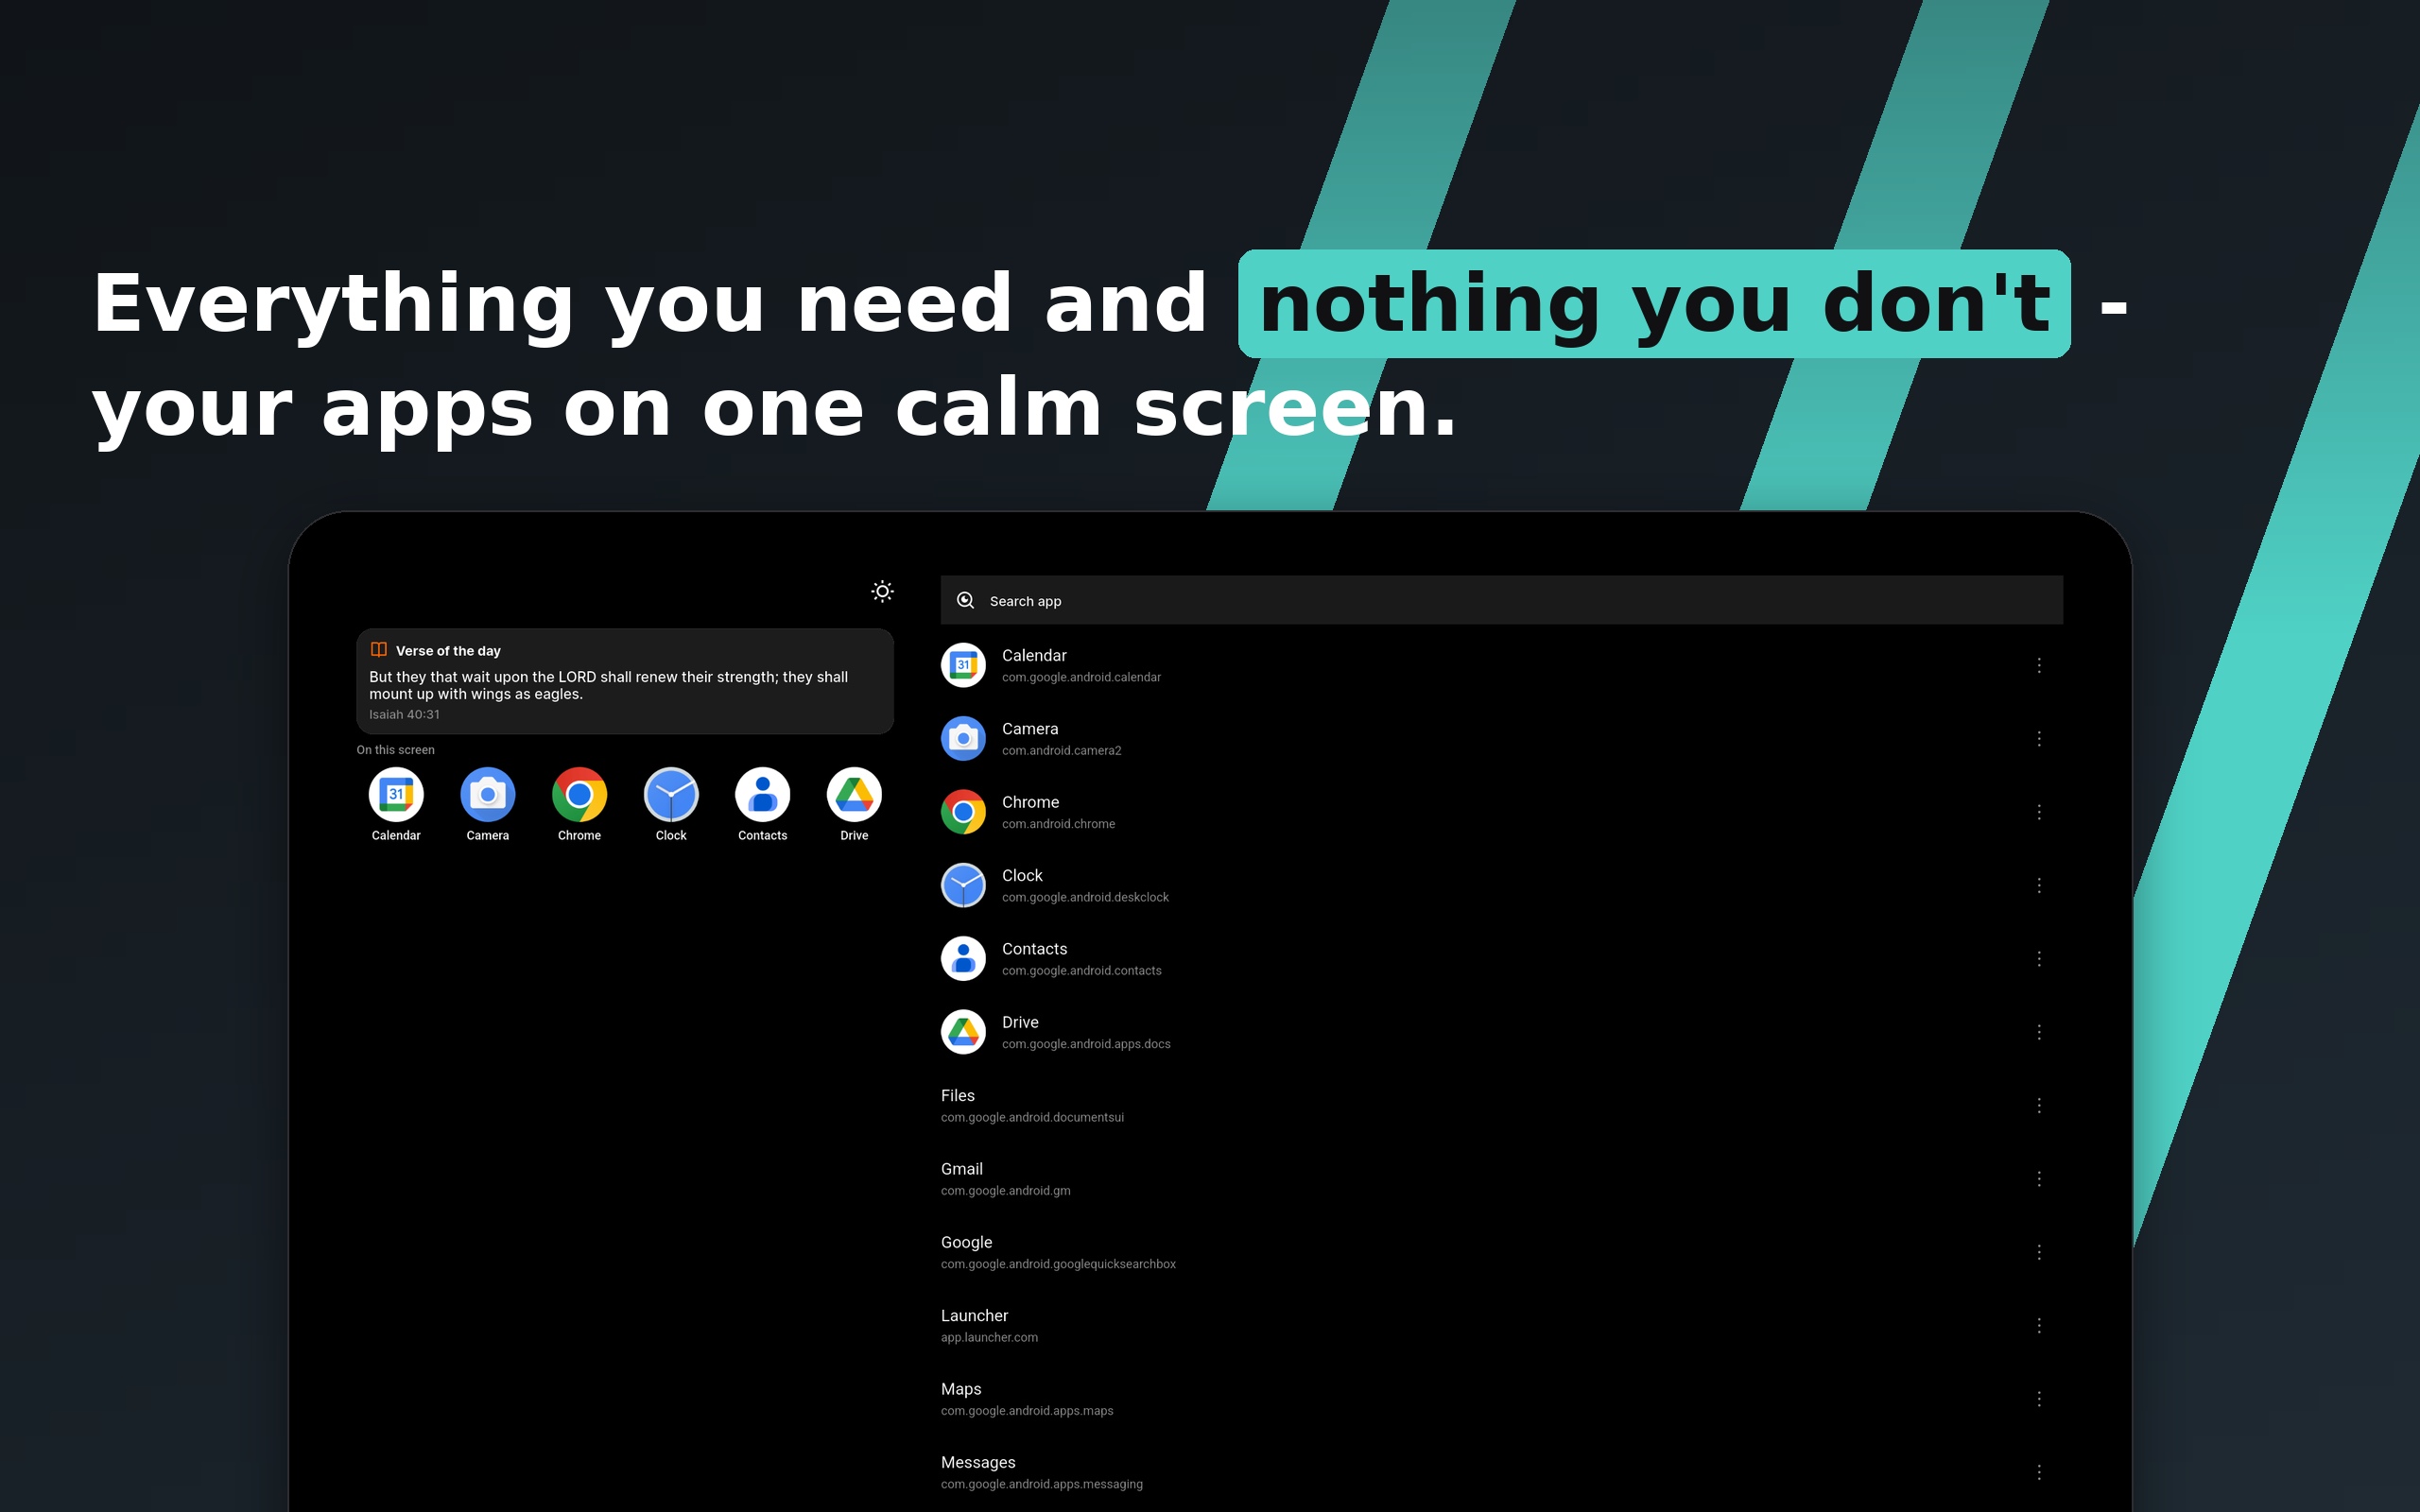 Everything you need and nothing you don't -
your apps on one calm screen.
Verse of the day
But they that wait upon the LORD shall renew their strength; they shall
mount up with wings as eagles.
Isaiah 40:31
On this screen
31
Calendar Camera Chrome Clock Contacts Drive
Search app
31
Calendar
com.google.android.calendar
Camera
com.android.camera2
Chrome
com.android.chrome
Clock
com.google.android.deskclock
Contacts
com.google.android.contacts
Drive
com.google.android.apps.docs
Files
com.google.android.documentsui
Gmail
com.google.android.gm
Google
com.google.android.googlequicksearchbox
Launcher
app.launcher.com
Maps
com.google.android.apps.maps
Messages
com.google.android.apps.messaging